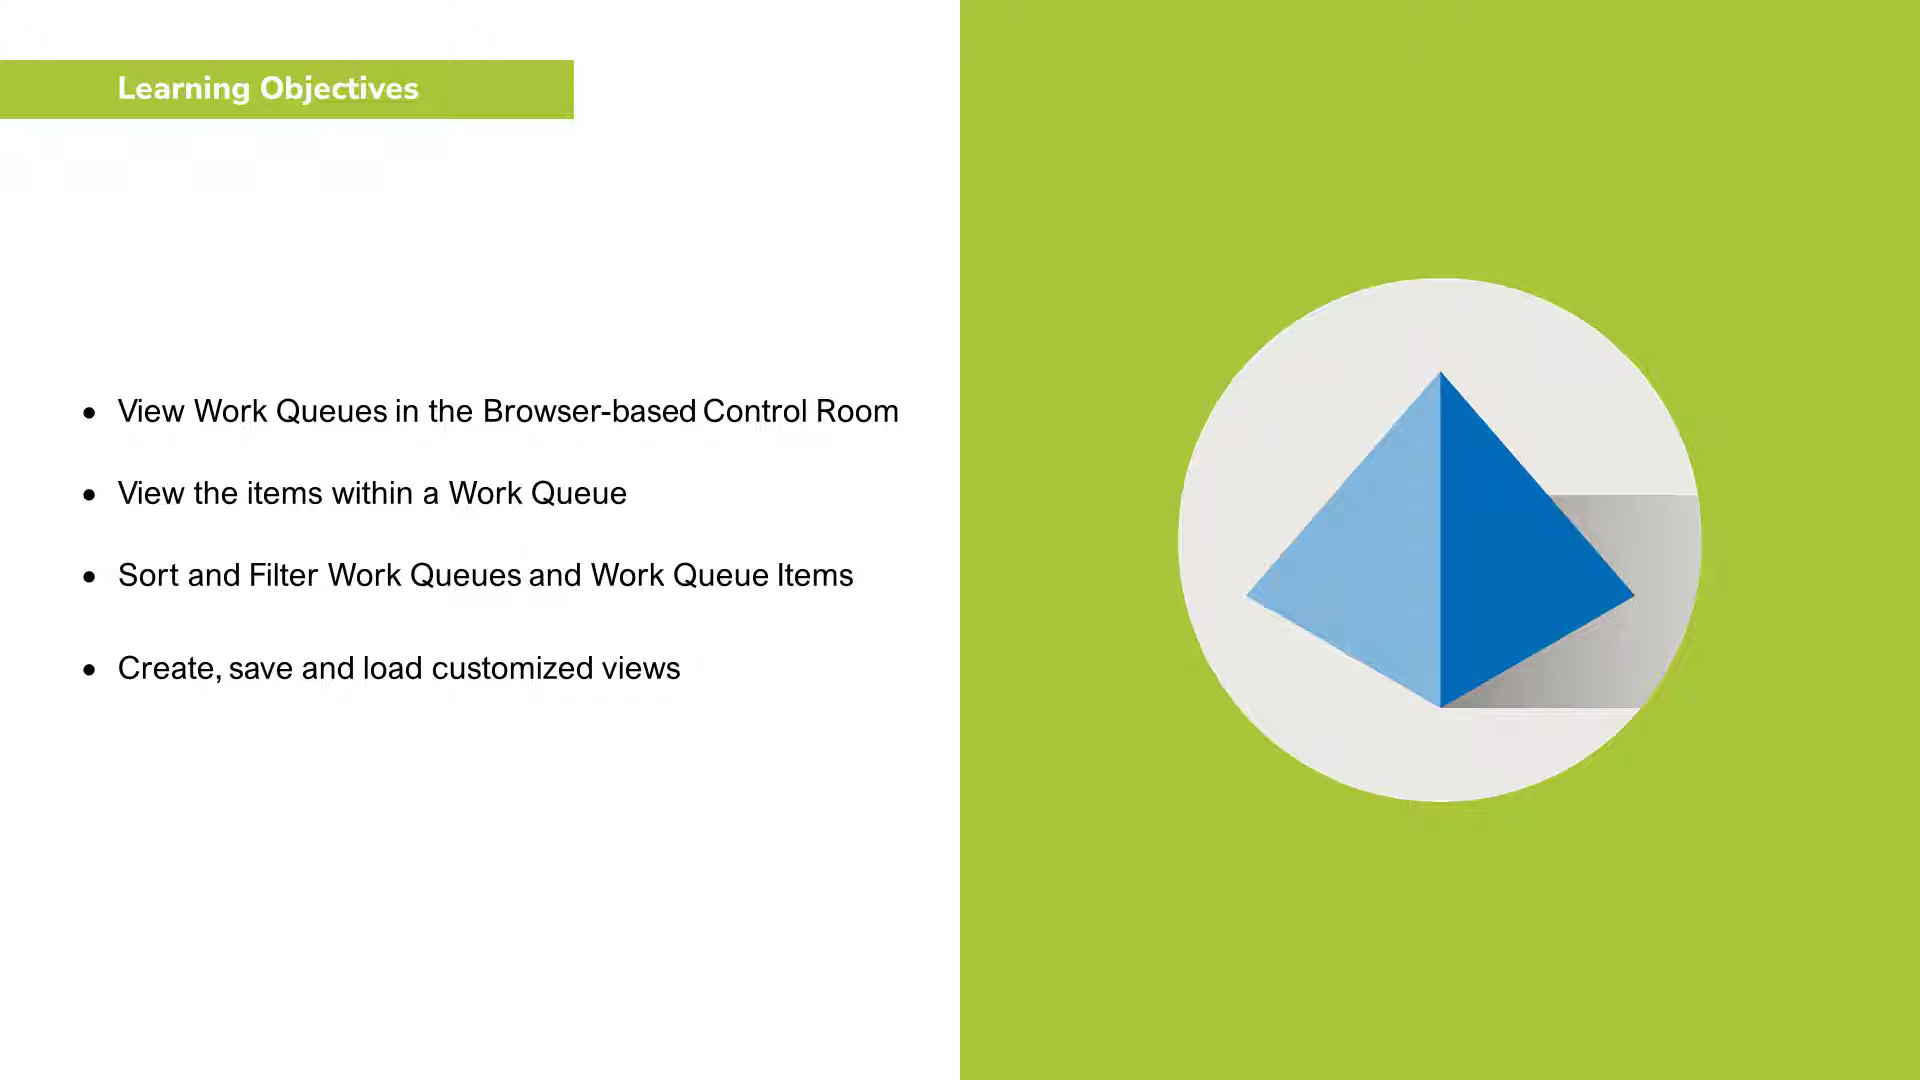 Learning Objectives
• View Work Queues in the Browser-based Control Room
• View the items within a Work Queue
• Sort and Filter Work Queues and Work Queue Items
• Create, save and load customized views